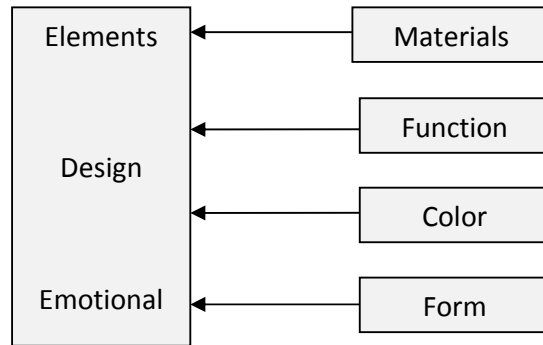 Elements
Design
Emotional
Materials
Function
Color
Form